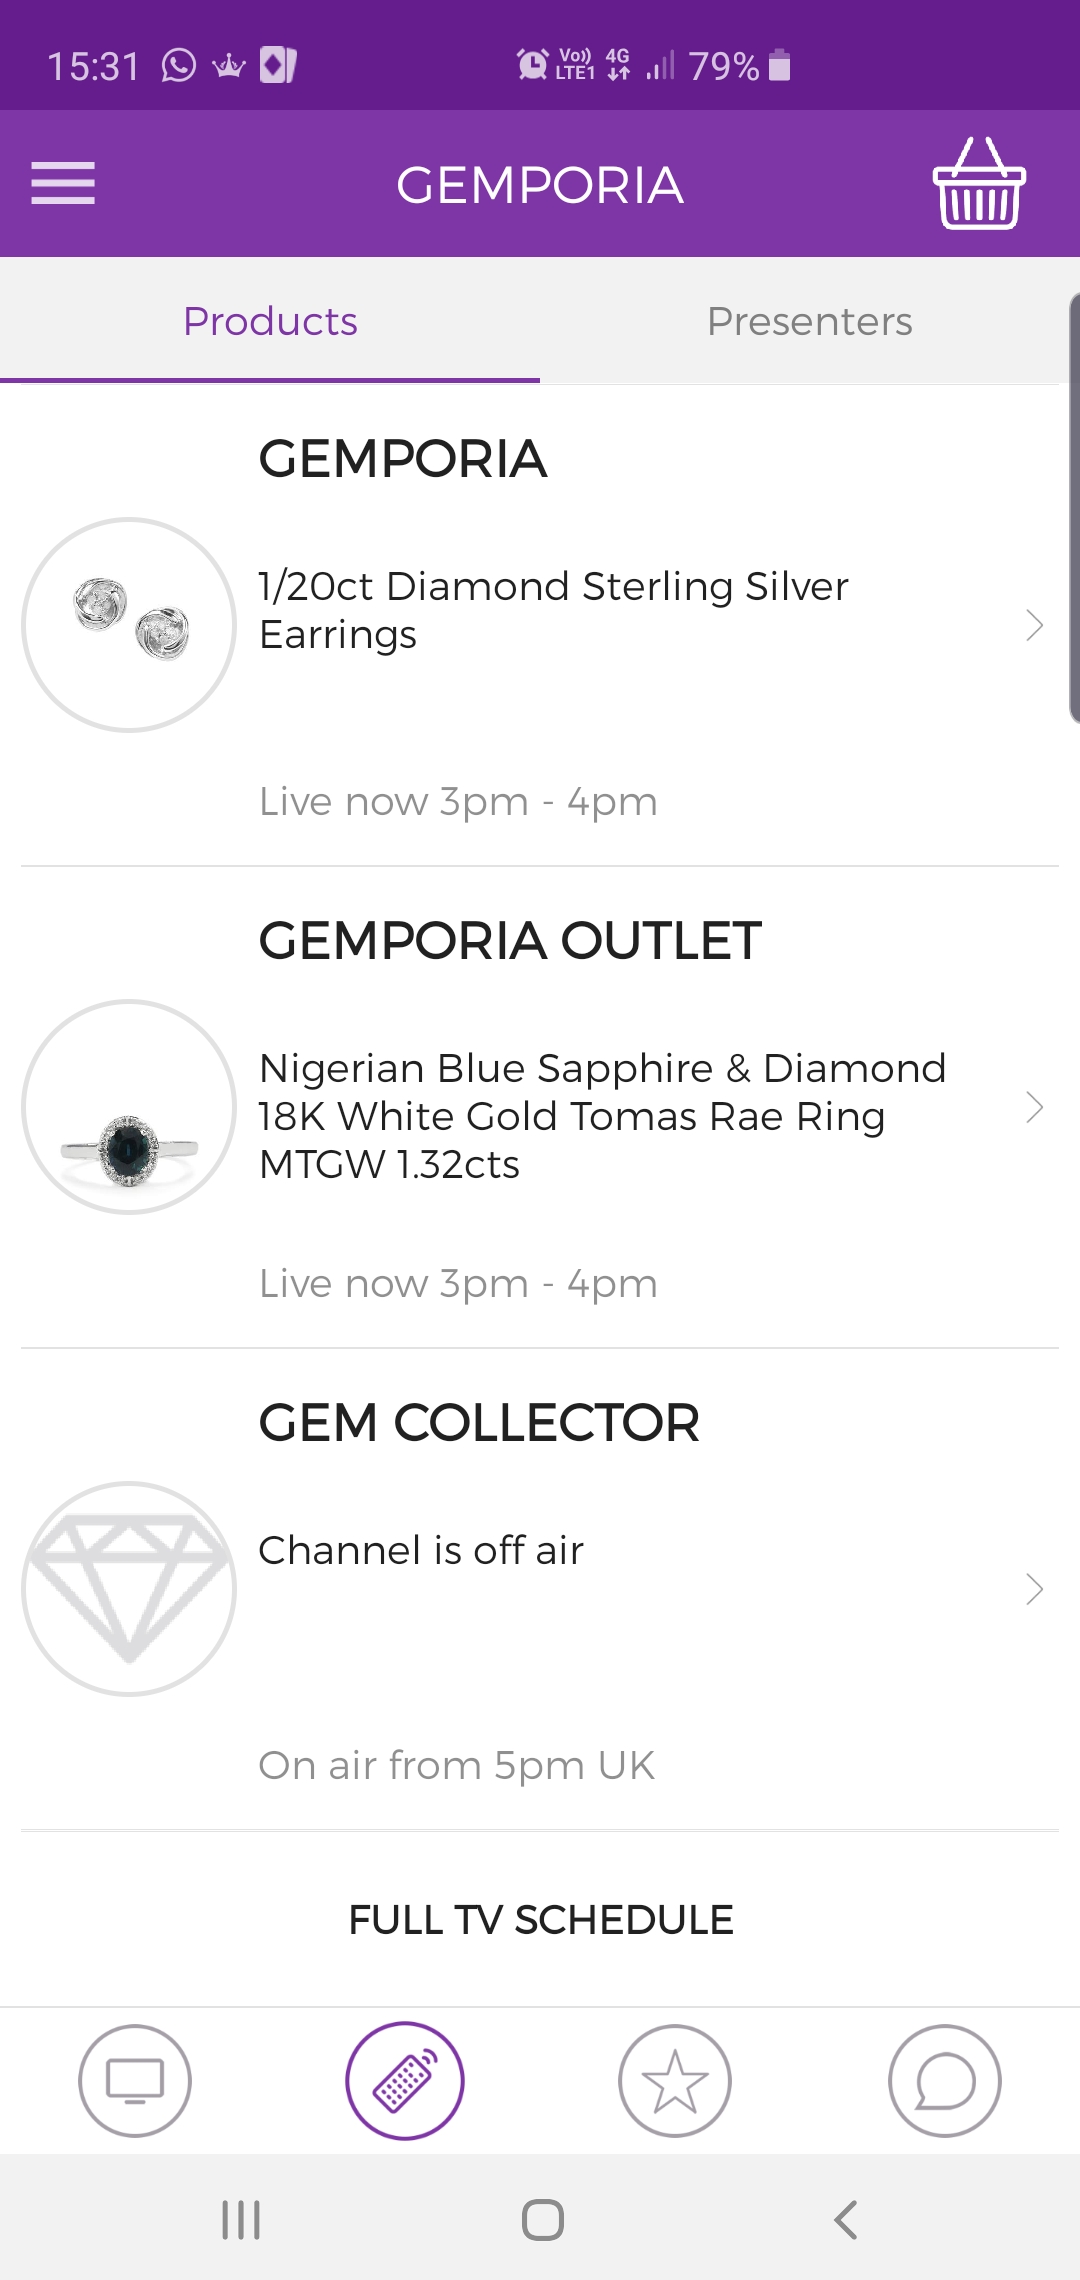 15:31 Vo)) LTE1 4G 79%
GEMPORIA
Products Presenters
GEMPORIA
1/20ct Diamond Sterling Silver
Earrings
Live now 3pm - 4pm
GEMPORIA OUTLET
Nigerian Blue Sapphire & Diamond
18K White Gold Tomas Rae Ring
MTGW 1.32cts
Live now 3pm - 4pm
GEM COLLECTOR
Channel is off air
On air from 5pm UK
FULL TV SCHEDULE